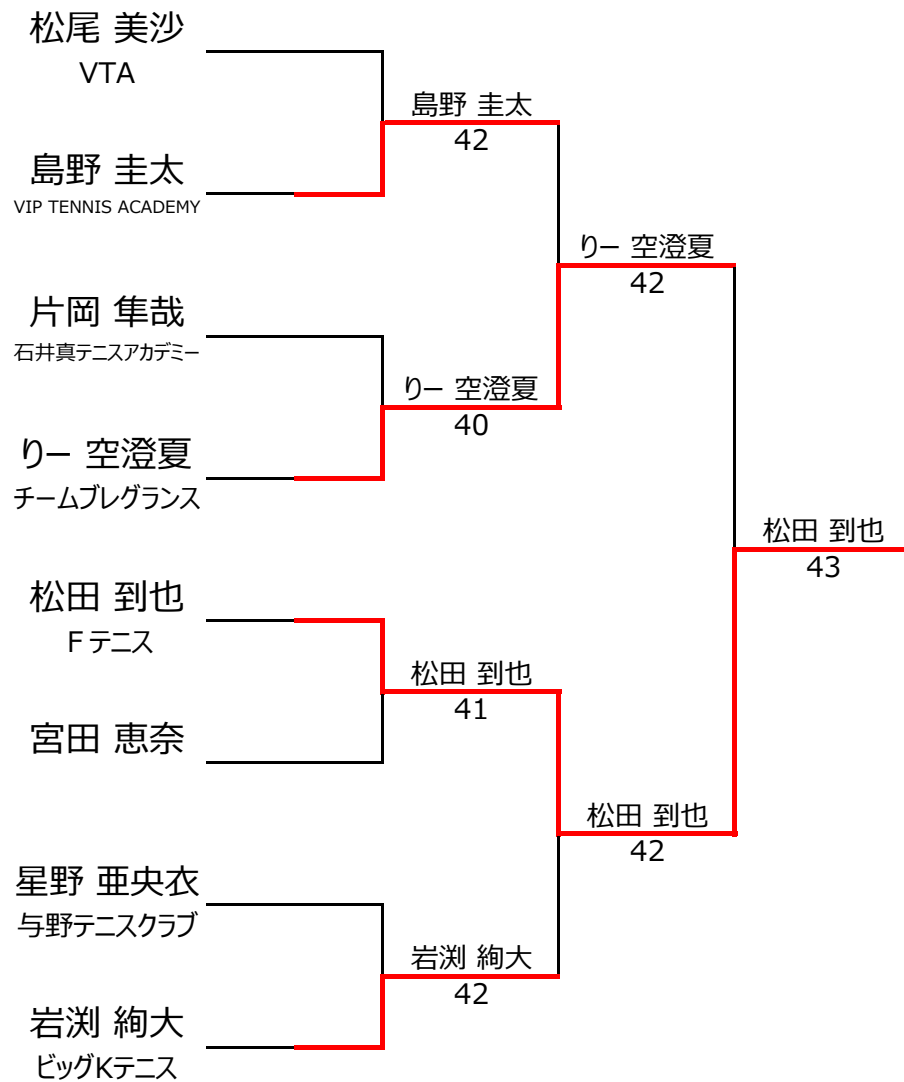 松尾 美沙
VTA
島野 圭太
42
島野 圭太
VIP TENNIS ACADEMY
りー 空澄夏
42
片岡 隼哉
石井真テニスアカデミー
りー 空澄夏
40
りー 空澄夏
チームブレグランス
松田 到也
43
松田 到也
Fテニス
松田 到也
41
宮田 恵奈
松田 到也
42
星野 亜央衣
与野テニスクラブ
岩渕 絢大
42
岩渕 絢大
ビッグKテニス